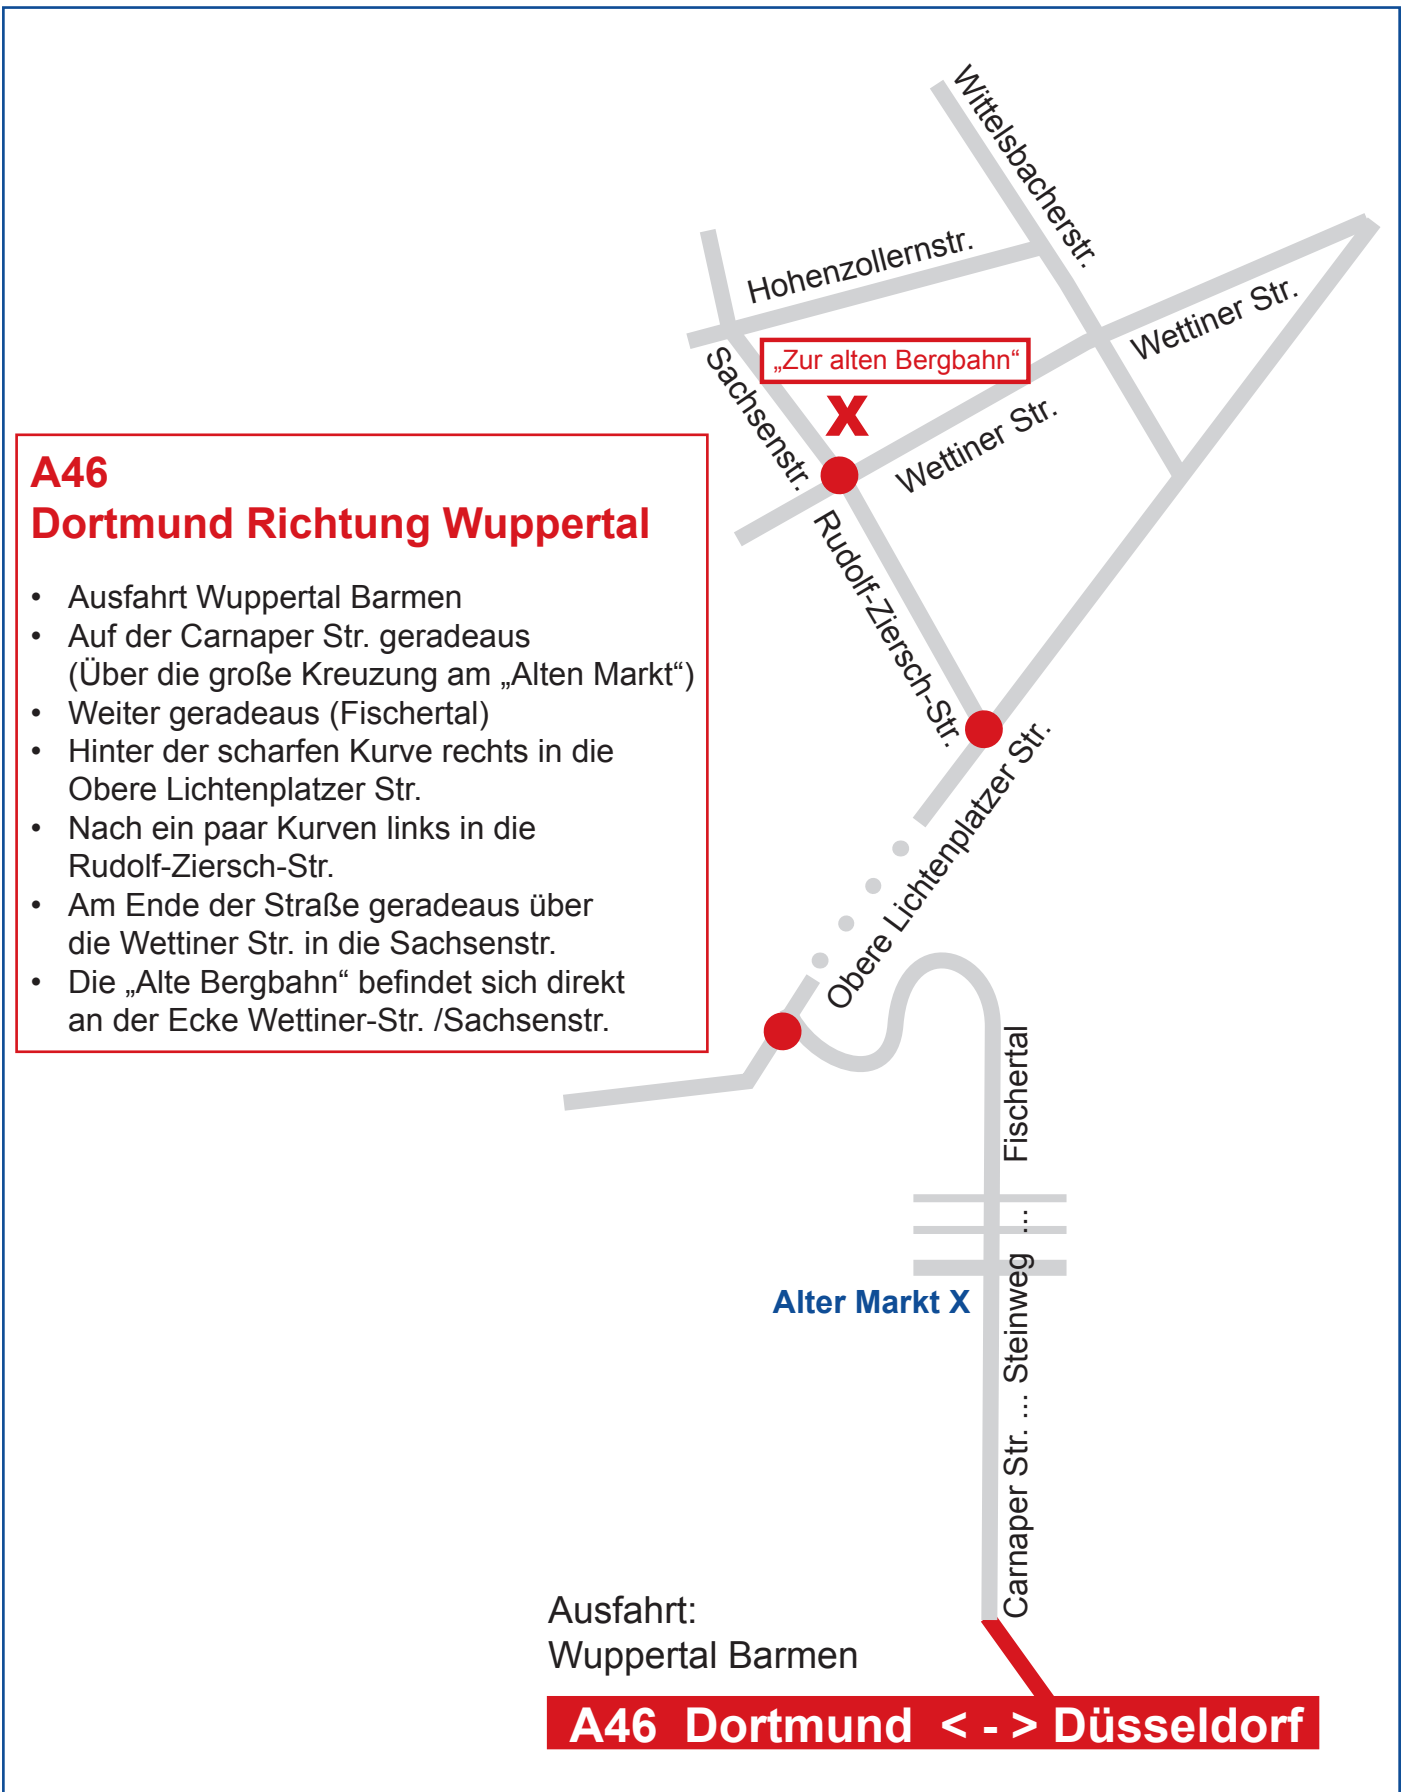 Wittelsbacherstr.
Hohenzollernstr.
Wettiner Str.
„Zur alten Bergbahn“
X
Sachsenstr.
Wettiner Str.
A46
Dortmund Richtung Wuppertal
• Ausfahrt Wuppertal Barmen
• Auf der Carnaper Str. geradeaus
(Über die große Kreuzung am „Alten Markt“)
• Weiter geradeaus (Fischertal)
• Hinter der scharfen Kurve rechts in die
Obere Lichtenplatzer Str.
• Nach ein paar Kurven links in die
Rudolf-Ziersch-Str.
• Am Ende der Straße geradeaus über
die Wettiner Str. in die Sachsenstr.
• Die „Alte Bergbahn“ befindet sich direkt
an der Ecke Wettiner-Str. /Sachsenstr.
Rudolf-Ziersch-Str.
Obere Lichtenplatzer Str.
Carnaper Str. ... Steinweg ... Fischertal
Alter Markt X
Ausfahrt:
Wuppertal Barmen
A46 Dortmund < - > Düsseldorf